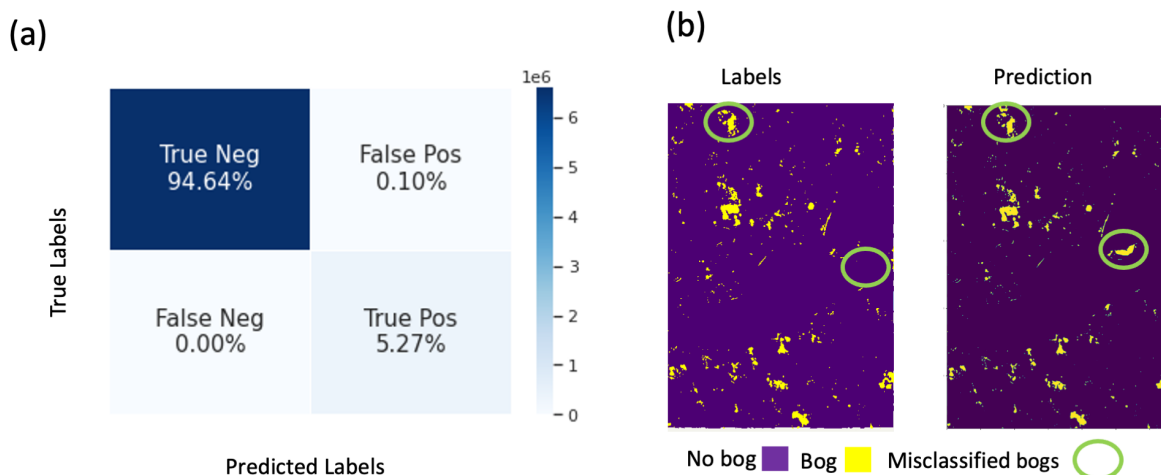 (a)
1e6
True Neg
94.64%
False Pos
0.10%
False Neg
0.00%
True Pos
5.27%
6
5
4
3
2
1
0
True Labels
Predicted Labels
(b)
Labels Prediction
No bog Bog Misclassified bogs